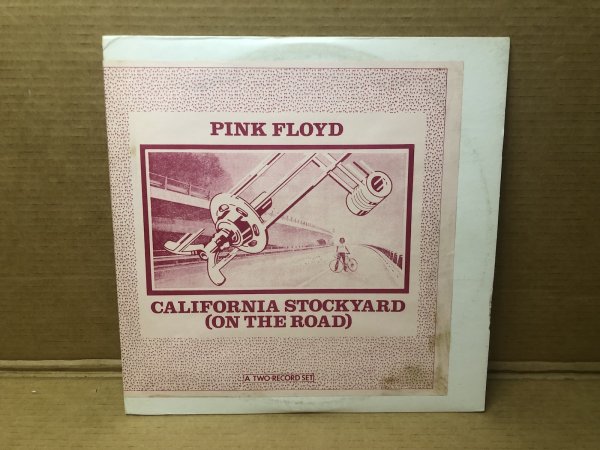 PINK FLOYD
CALIFORNIA STOCKYARD
(ON THE ROAD)
A TWO RECORD SET